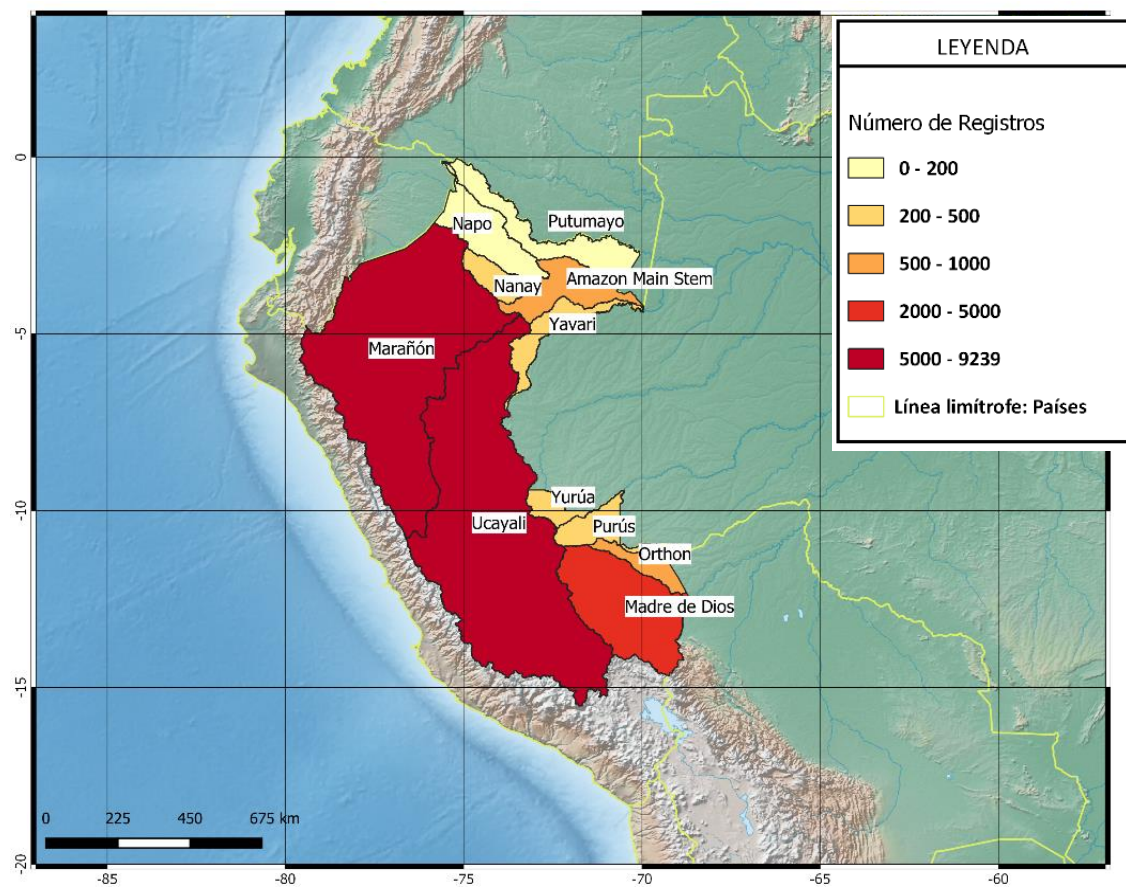 LEYENDA
Número de Registros
0 - 200
200 - 500
500 - 1000
2000 - 5000
5000 - 9239
Línea limítrofe: Países
Putumayo
Napo
Amazon Main Stem
Nanay
Yavari
Marañón
Yurúa
Ucayali
Purús
Orthon
Madre de Dios
0
-5
-10
-15
-20
0 225 450 675 km
-85 -80 -75 -70 -65 -60